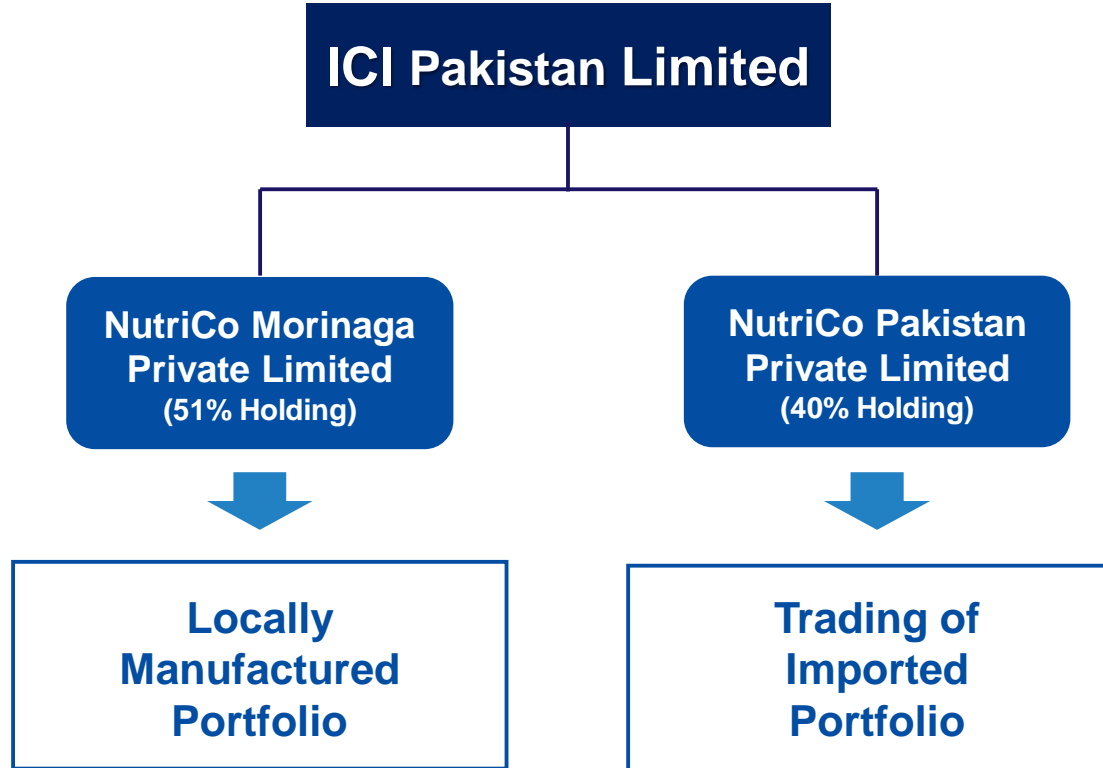 ICI Pakistan Limited
NutriCo Morinaga
Private Limited
(51% Holding)
NutriCo Pakistan
Private Limited
(40% Holding)
Locally
Manufactured
Portfolio
Trading of
Imported
Portfolio